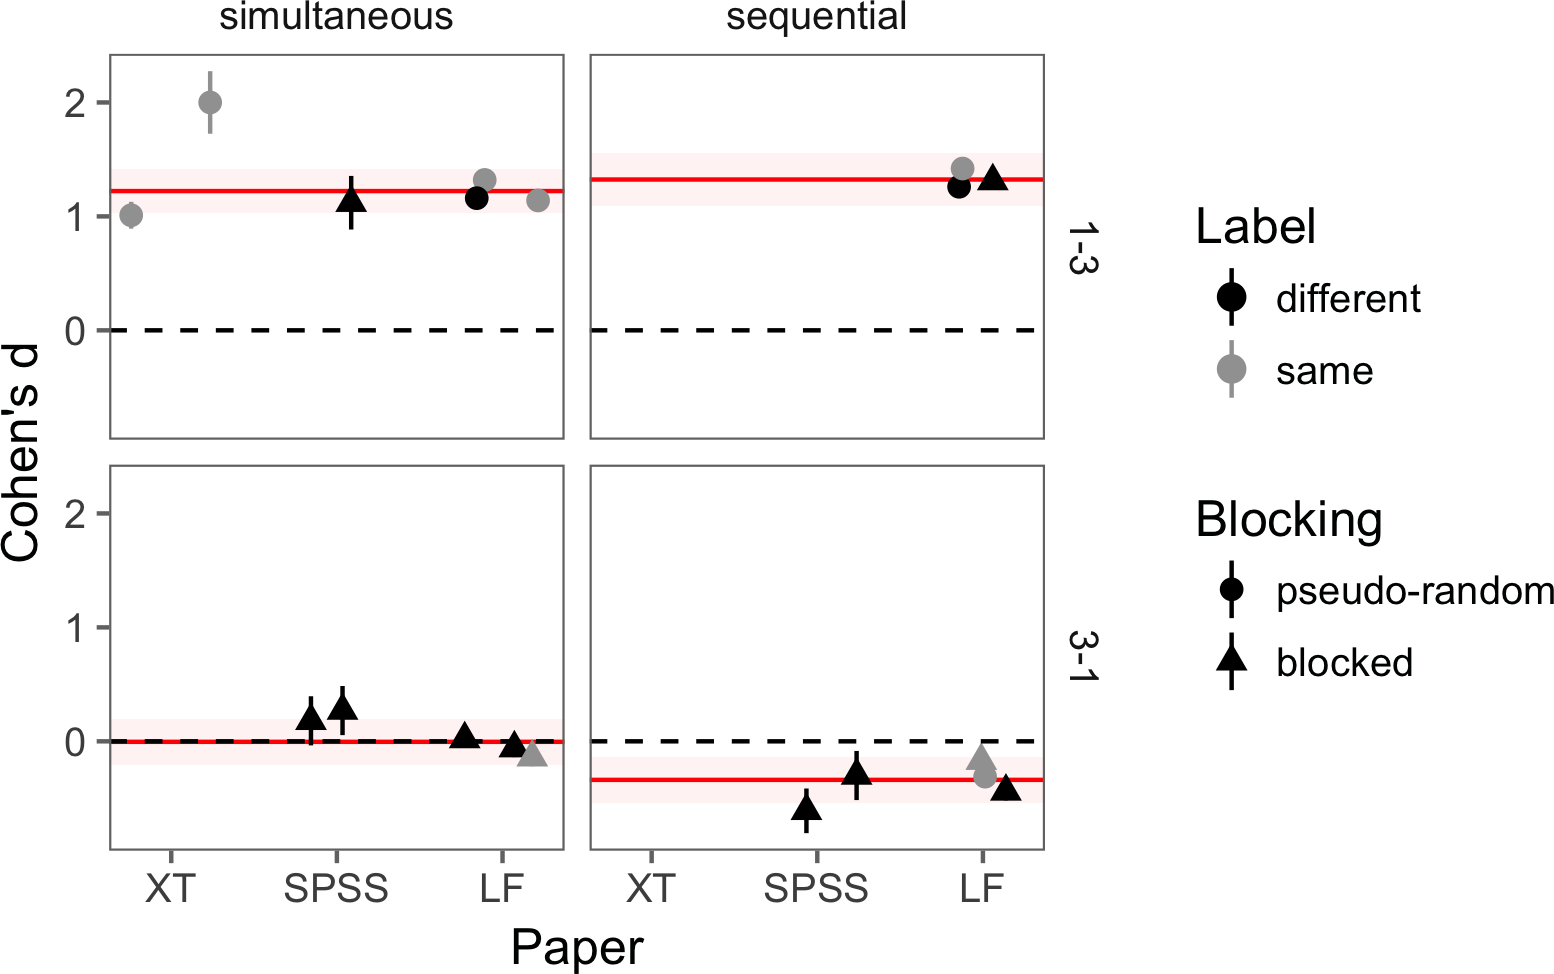 simultaneous
sequential
2
1
0
1-3
2
1
0
3-1
Cohen's d
XT
SPSS
LF
XT
SPSS
LF
Paper
Label
different
same
Blocking
pseudo-random
blocked